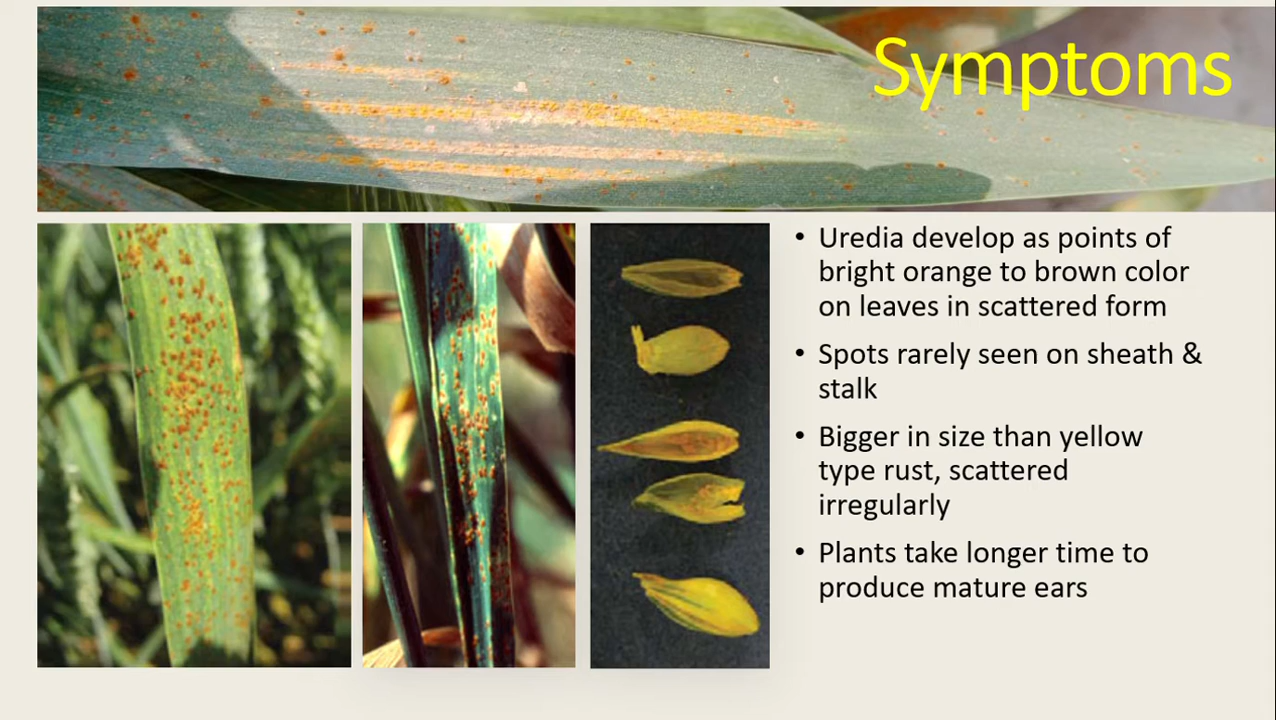 Symptoms
• Uredia develop as points of
bright orange to brown color
on leaves in scattered form
• Spots rarely seen on sheath &
stalk
• Bigger in size than yellow
type rust, scattered
irregularly
• Plants take longer time to
produce mature ears